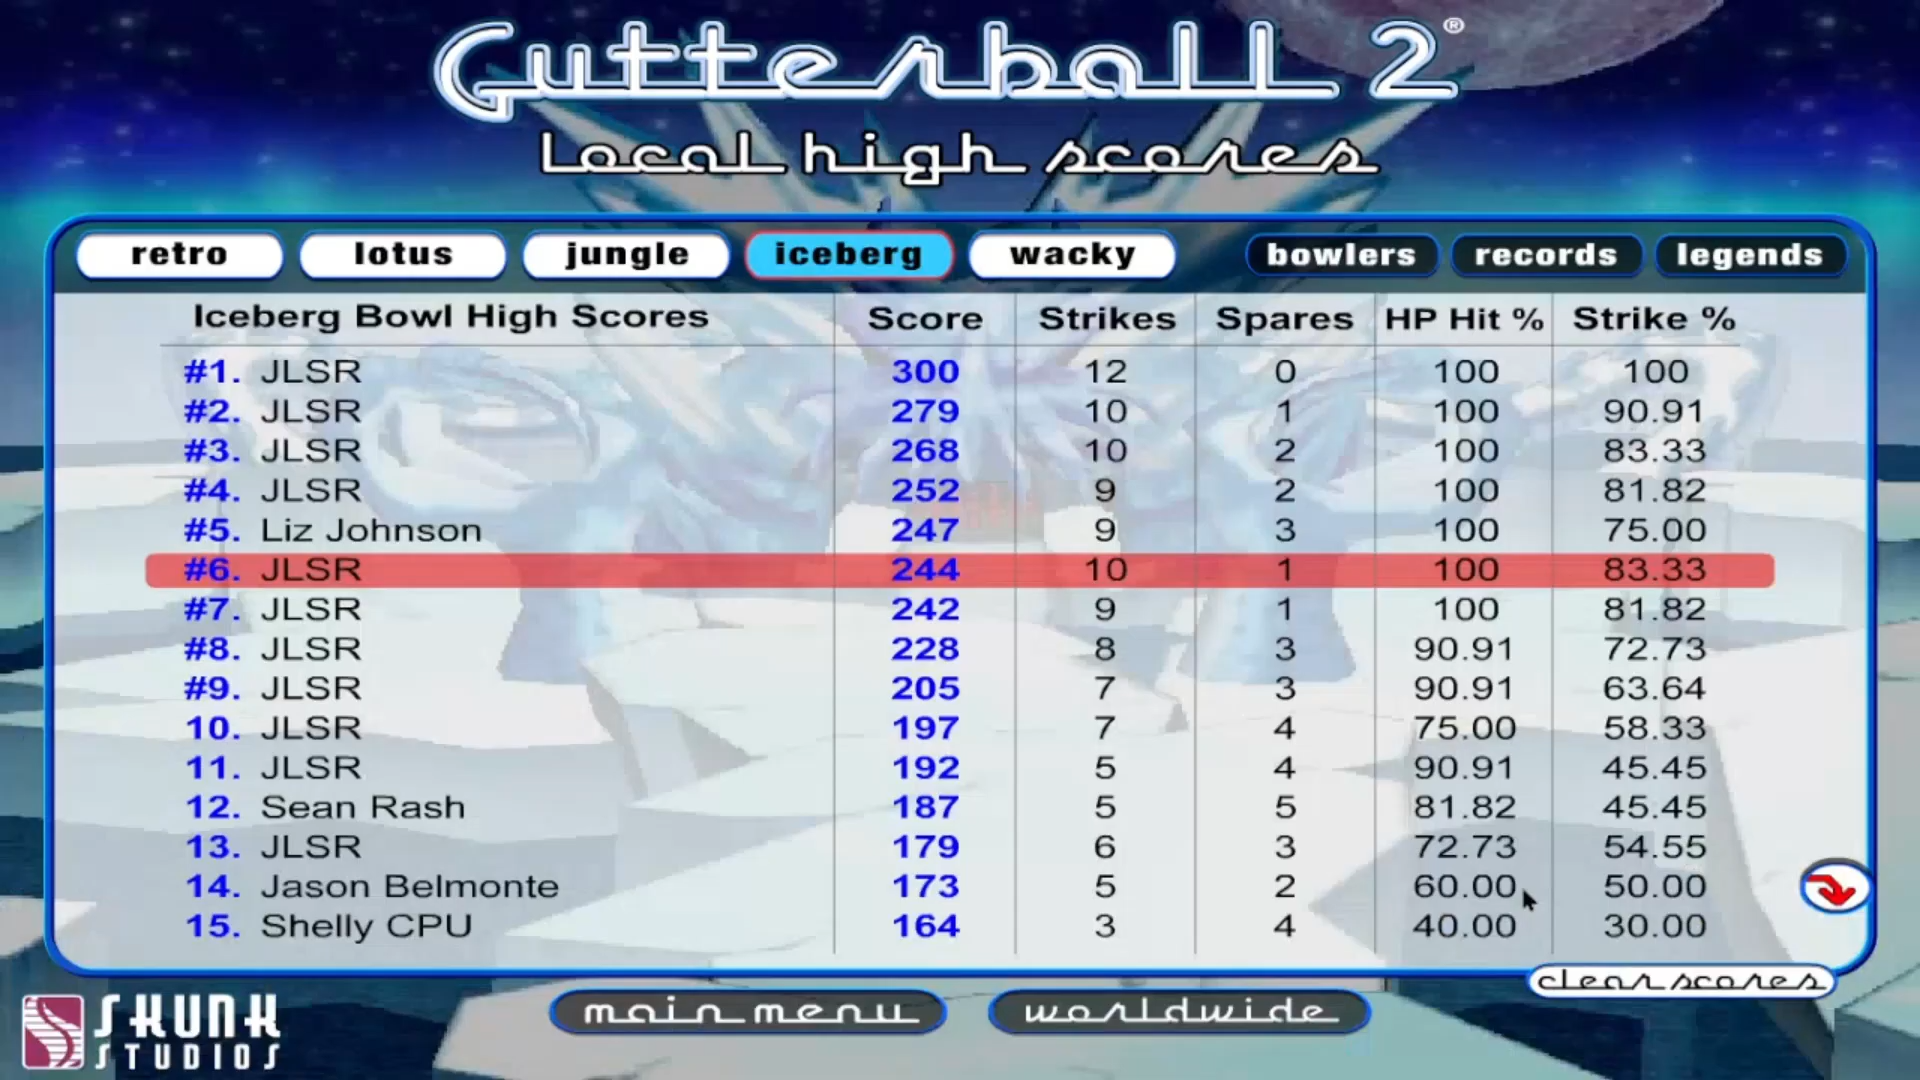 Gutterball 2®
Local high scores
retro lotus jungle iceberg wacky bowlers records legends
Iceberg Bowl High Scores Score Strikes Spares HP Hit % Strike %
#1. JLSR 300 12 0 100 100
#2. JLSR 279 10 1 100 90.91
#3. JLSR 268 10 2 100 83.33
#4. JLSR 252 9 2 100 81.82
#5. Liz Johnson 247 9 3 100 75.00
#6. JLSR 244 10 1 100 83.33
#7. JLSR 242 9 1 100 81.82
#8. JLSR 228 8 3 90.91 72.73
#9. JLSR 205 7 3 90.91 63.64
10. JLSR 197 7 4 75.00 58.33
11. JLSR 192 5 4 90.91 45.45
12. Sean Rash 187 5 5 81.82 45.45
13. JLSR 179 6 3 72.73 54.55
14. Jason Belmonte 173 5 2 60.00 50.00
15. Shelly CPU 164 3 4 40.00 30.00
clear scores
main menu worldwide
SKUNK
STUDIOS